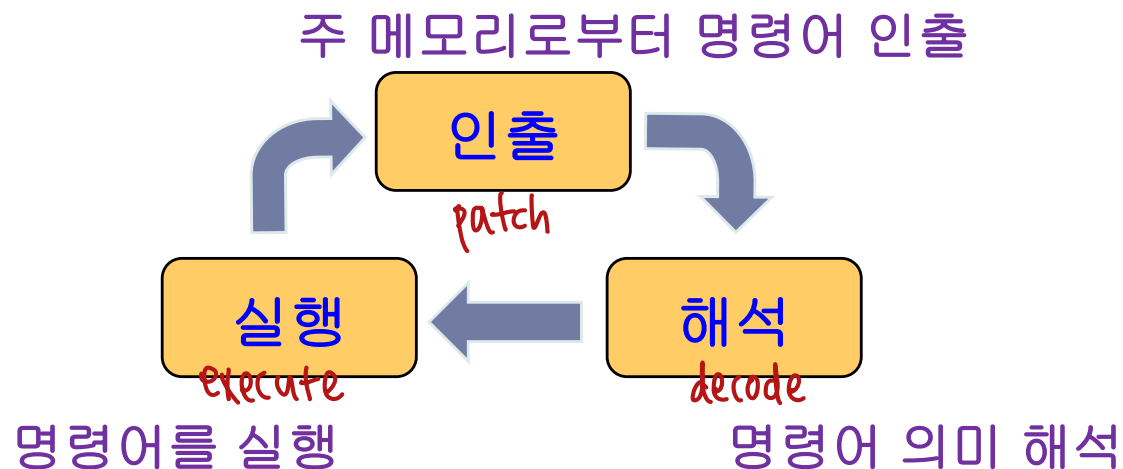 주 메모리로부터 명령어 인출
인출
patch
실행
해석
execute
decode
명령어를 실행
명령어 의미 해석